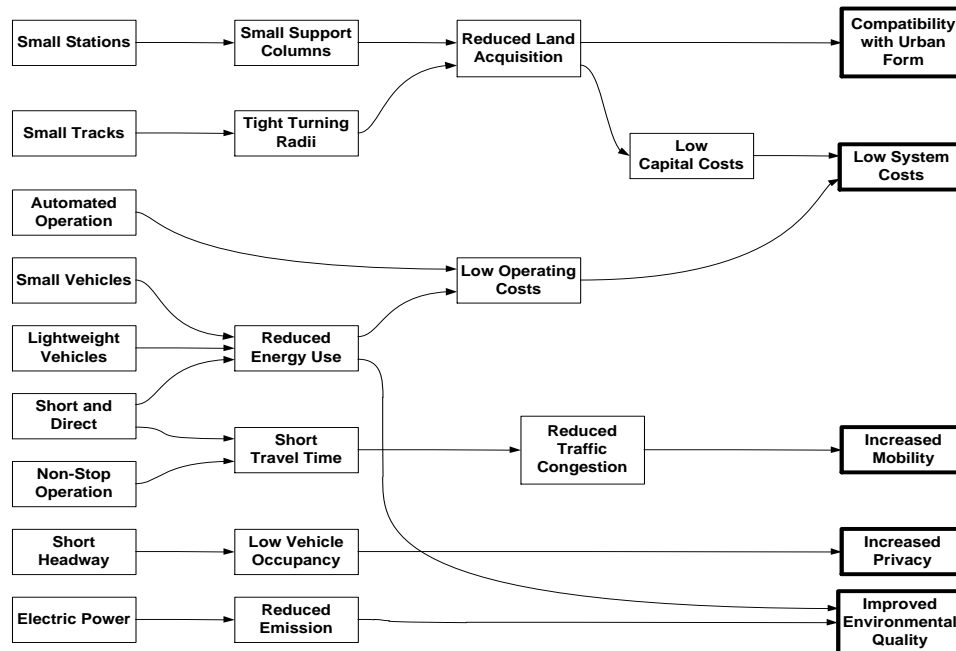 Small Stations
Small Support
Columns
Reduced Land
Acquisition
Compatibility
with Urban
Form
Small Tracks
Tight Turning
Radii
Low
Capital Costs
Low System
Costs
Automated
Operation
Small Vehicles
Low Operating
Costs
Lightweight
Vehicles
Reduced
Energy Use
Short and
Direct
Short
Travel Time
Reduced
Traffic
Congestion
Increased
Mobility
Non-Stop
Operation
Short
Headway
Low Vehicle
Occupancy
Increased
Privacy
Electric Power
Reduced
Emission
Improved
Environmental
Quality